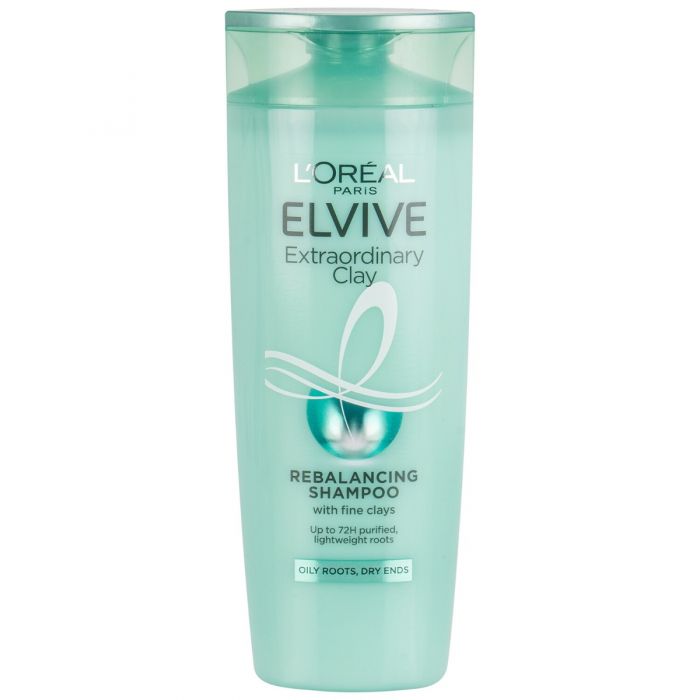 L'ORÉAL
PARIS
ELVIVE
Extraordinary
Clay
REBALANCING
SHAMPOO
with fine clays
Up to 72H purified,
lightweight roots
OILY ROOTS, DRY ENDS